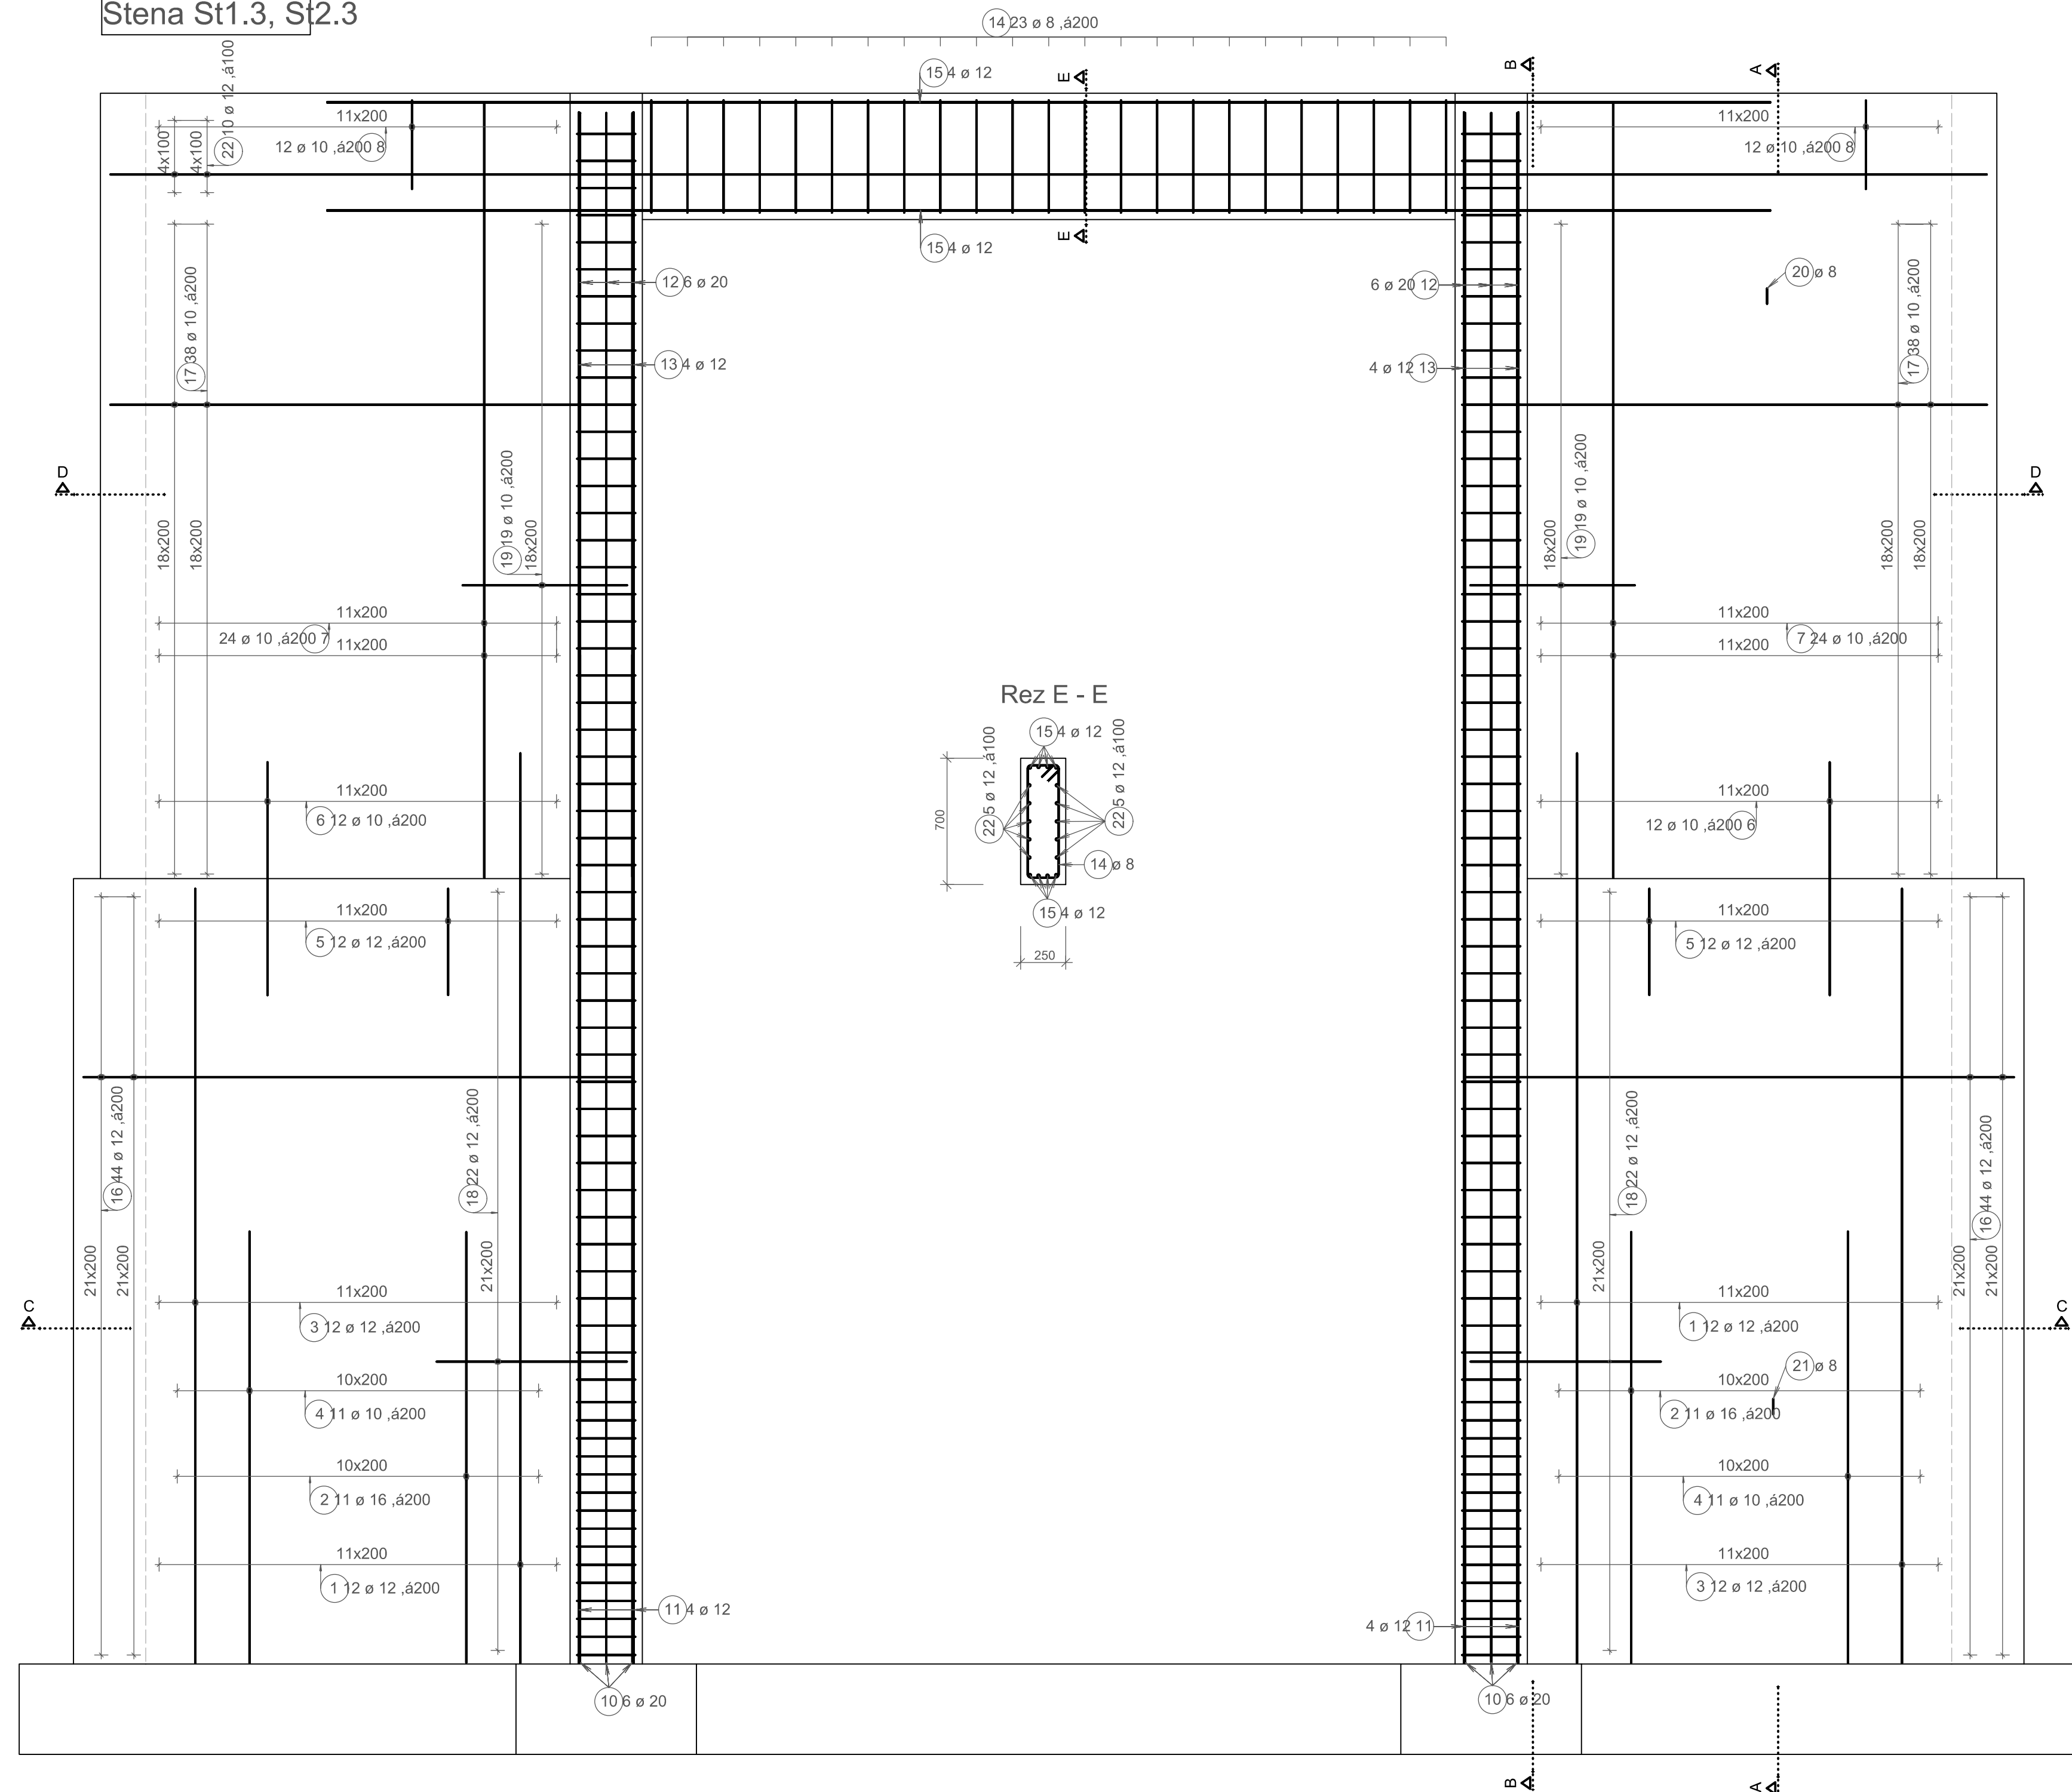 Stena St1.3, St2.3
14 23 ø 8 ,á200
15 4 ø 12
E
B
A
22 10 ø 12 ,á100
4x100
4x100
11x200
12 ø 10 ,á200 8
11x200
12 ø 10 ,á200 8
E
15 4 ø 12
12 6 ø 20
6 ø 20 12
20 ø 8
17 38 ø 10 ,á200
17 38 ø 10 ,á200
13 4 ø 12
4 ø 12 13
D
D
19 19 ø 10 ,á200
18x200
18x200
18x200
18x200
19 19 ø 10 ,á200
18x200
18x200
11x200
24 ø 10 ,á200 7
11x200
11x200
7 24 ø 10 ,á200
11x200
Rez E - E
15 4 ø 12
22 5 ø 12 ,á100
22 5 ø 12 ,á100
700
14 ø 8
15 4 ø 12
250
11x200
6 12 ø 10 ,á200
11x200
12 ø 10 ,á200 6
11x200
5 12 ø 12 ,á200
11x200
5 12 ø 12 ,á200
16 44 ø 12 ,á200
18 22 ø 12 ,á200
18 22 ø 12 ,á200
16 44 ø 12 ,á200
21x200
21x200
21x200
21x200
21x200
21x200
C
C
11x200
3 12 ø 12 ,á200
11x200
1 12 ø 12 ,á200
10x200
4 11 ø 10 ,á200
21 ø 8
10x200
2 11 ø 16 ,á200
10x200
2 11 ø 16 ,á200
10x200
4 11 ø 10 ,á200
11x200
1 12 ø 12 ,á200
11x200
3 12 ø 12 ,á200
11 4 ø 12
4 ø 12 11
10 6 ø 20
10 6 ø 20
B
A